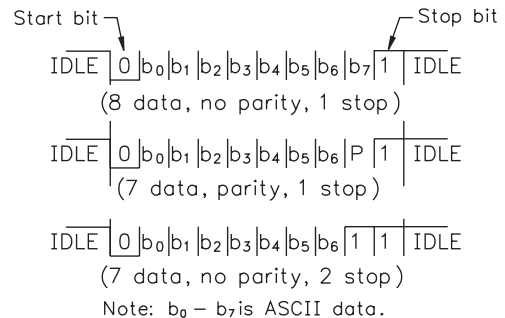 Start bit Stop bit
IDLE 0 b₀ b₁ b₂ b₃ b₄ b₅ b₆ b₇ 1 IDLE
(8 data, no parity, 1 stop)
IDLE 0 b₀ b₁ b₂ b₃ b₄ b₅ b₆ P 1 IDLE
(7 data, parity, 1 stop)
IDLE 0 b₀ b₁ b₂ b₃ b₄ b₅ b₆ 1 1 IDLE
(7 data, no parity, 2 stop)
Note: b₀ – b₇ is ASCII data.